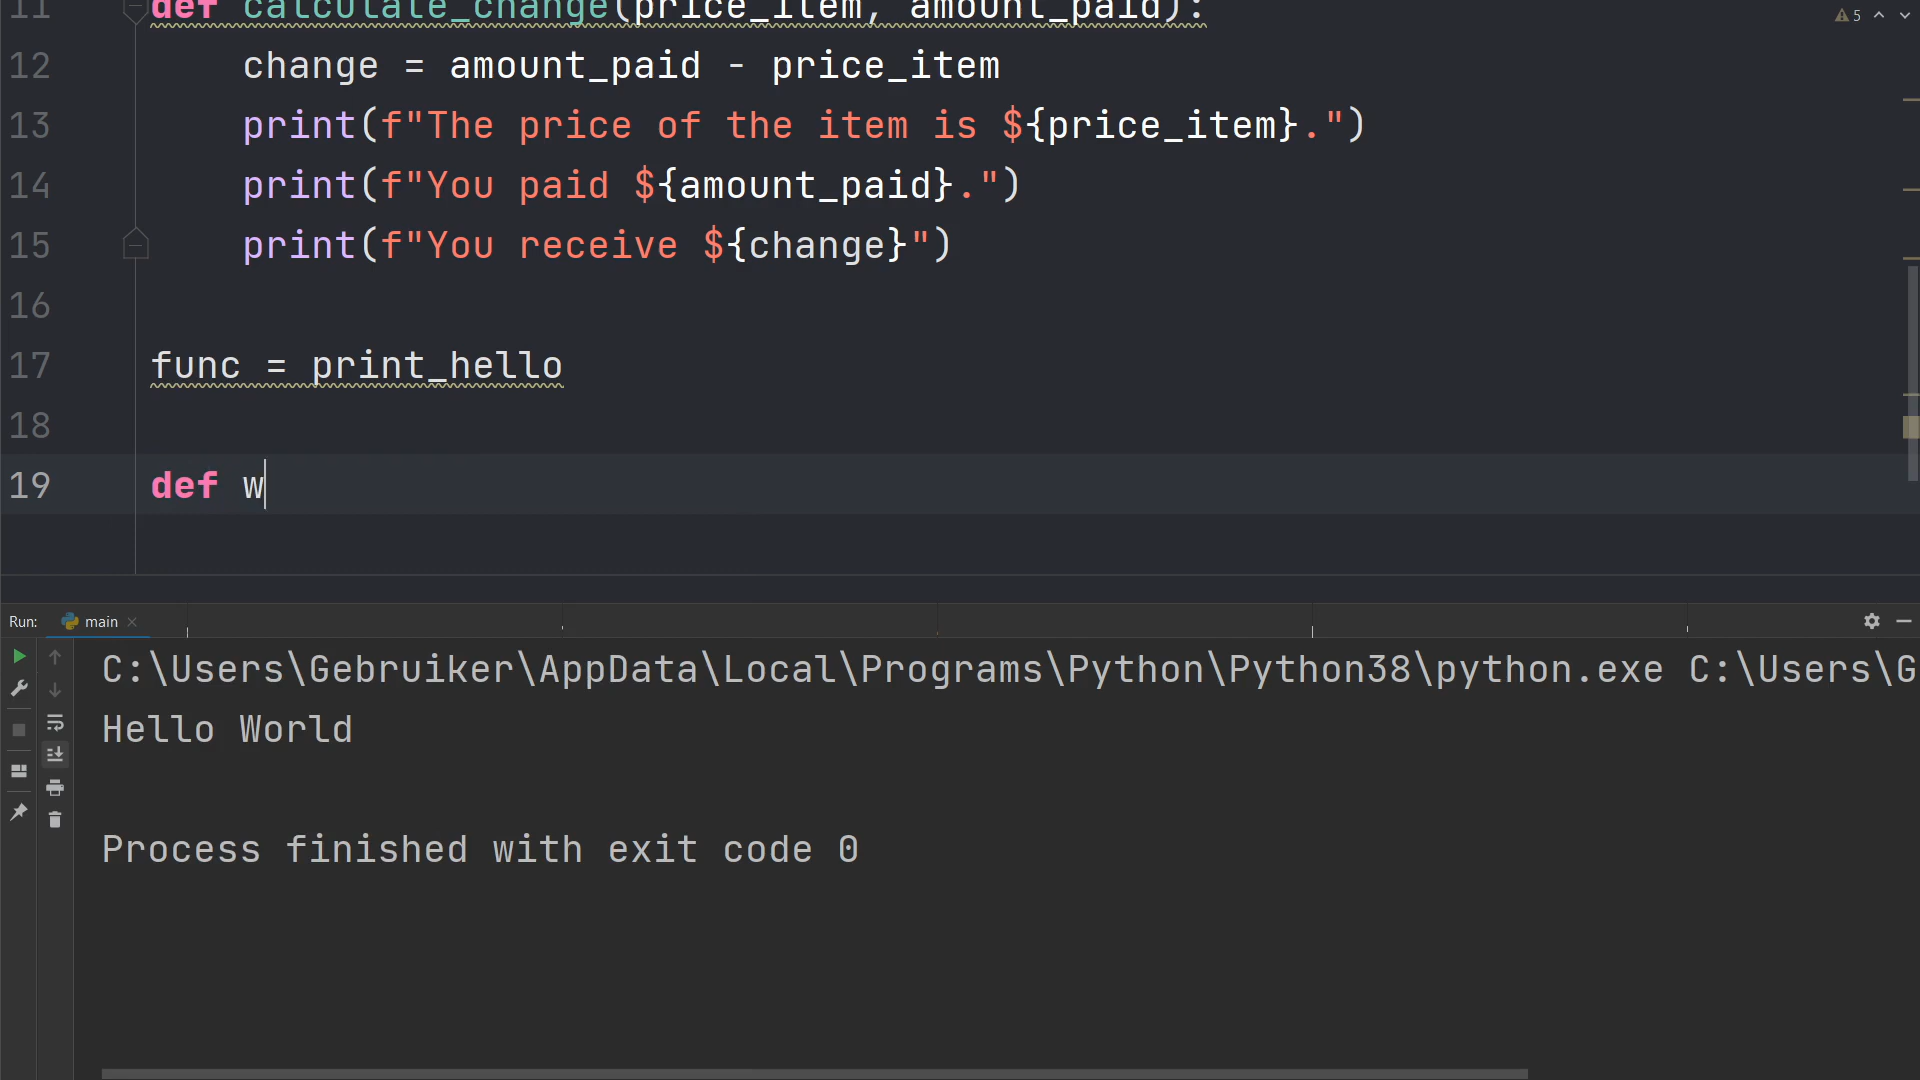 11 def calculate_change(price_item, amount_paid):
12 change = amount_paid - price_item
13 print(f"The price of the item is ${price_item}.")
14 print(f"You paid ${amount_paid}.")
15 print(f"You receive ${change}")
16
17 func = print_hello
18
19 def w
5
Run: main
C:\Users\Gebruiker\AppData\Local\Programs\Python\Python38\python.exe C:\Users\G
Hello World
Process finished with exit code 0